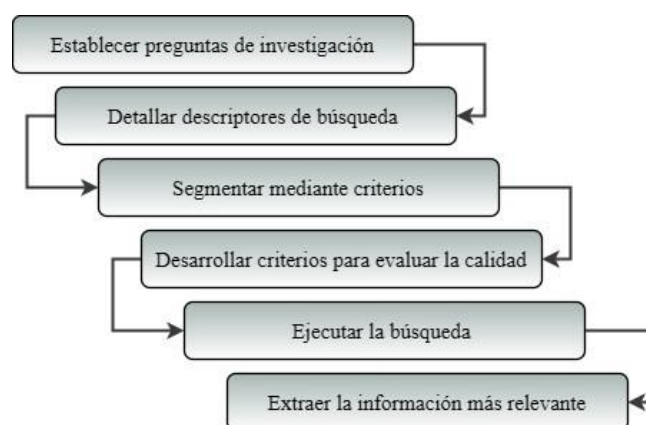 Establecer preguntas de investigación
Detallar descriptores de búsqueda
Segmentar mediante criterios
Desarrollar criterios para evaluar la calidad
Ejecutar la búsqueda
Extraer la información más relevante